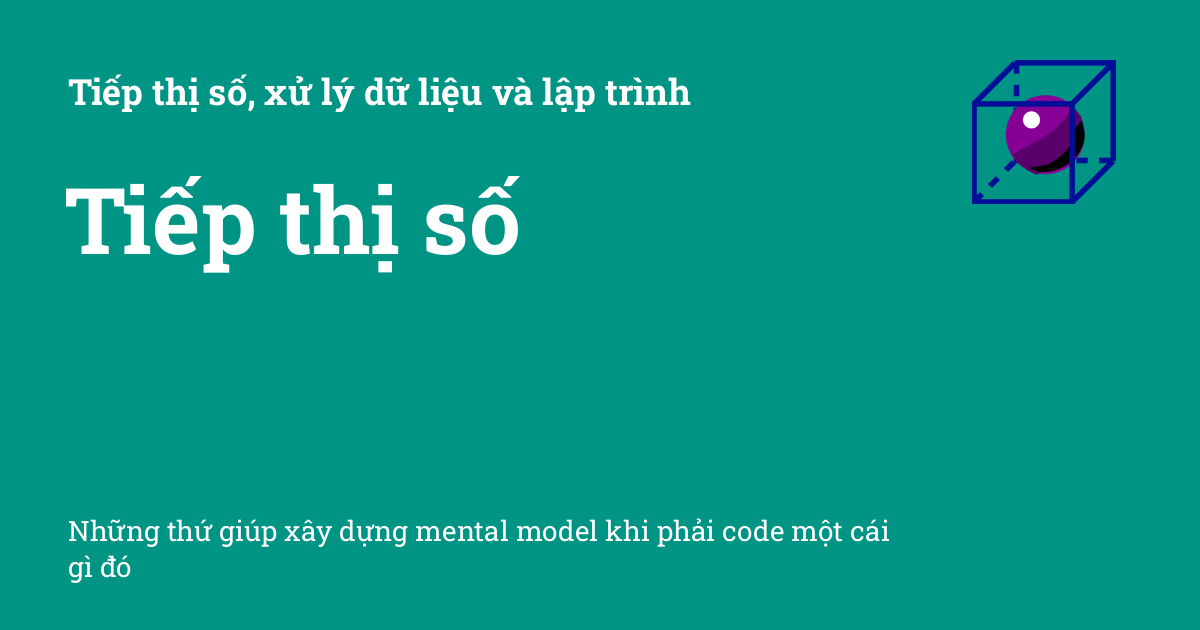 Tiếp thị số, xử lý dữ liệu và lập trình
Tiếp thị số
Những thứ giúp xây dựng mental model khi phải code một cái
gì đó